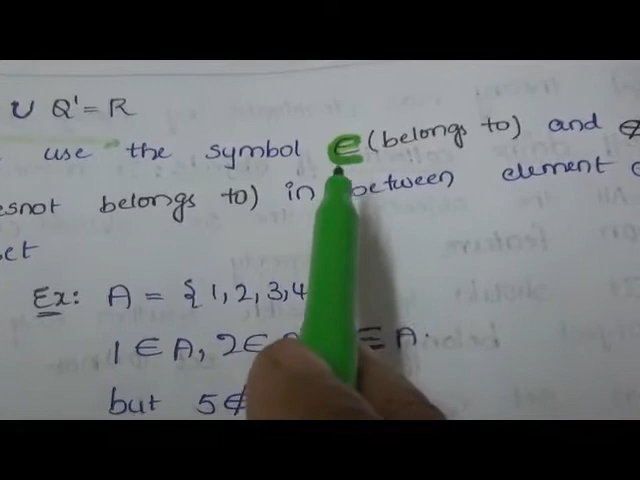 ∪ Q' = R
use the symbol ∈ (belongs to) and ∉
esnot belongs to) in between element
et
Ex: A = {1, 2, 3, 4
1 ∈ A, 2 ∈ ∈ A.
but 5 ∉